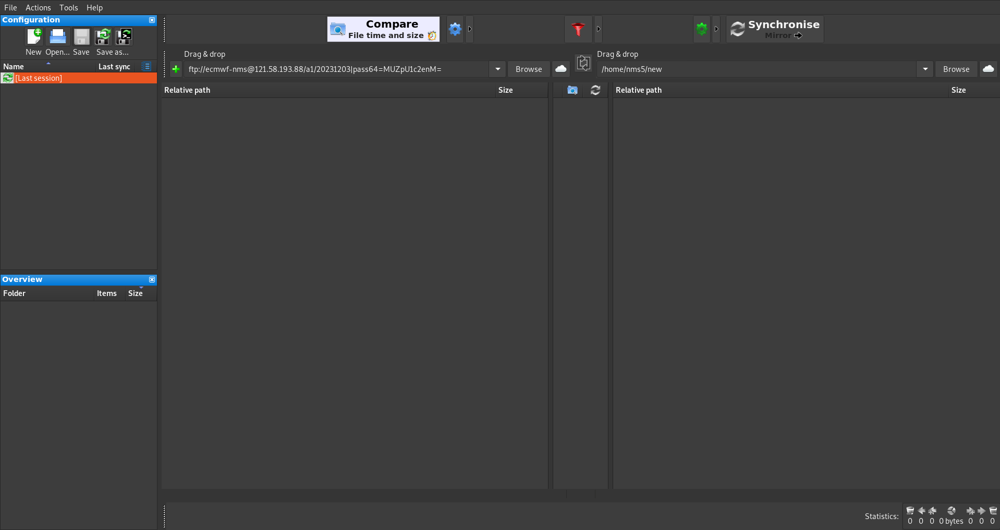 File Actions Tools Help
Configuration
New Open... Save Save as...
Name Last sync
[Last session]
Compare
File time and size
Synchronise
Mirror
Drag & drop
ftp://ecmwf-nms@121.58.193.88/a1/20231203|pass64=MUZpU1c2enM= Browse
Drag & drop
/home/nms5/new Browse
Relative path Size
Relative path Size
Overview
Folder Items Size
Statistics:
0 0 0 0 bytes 0 0 0